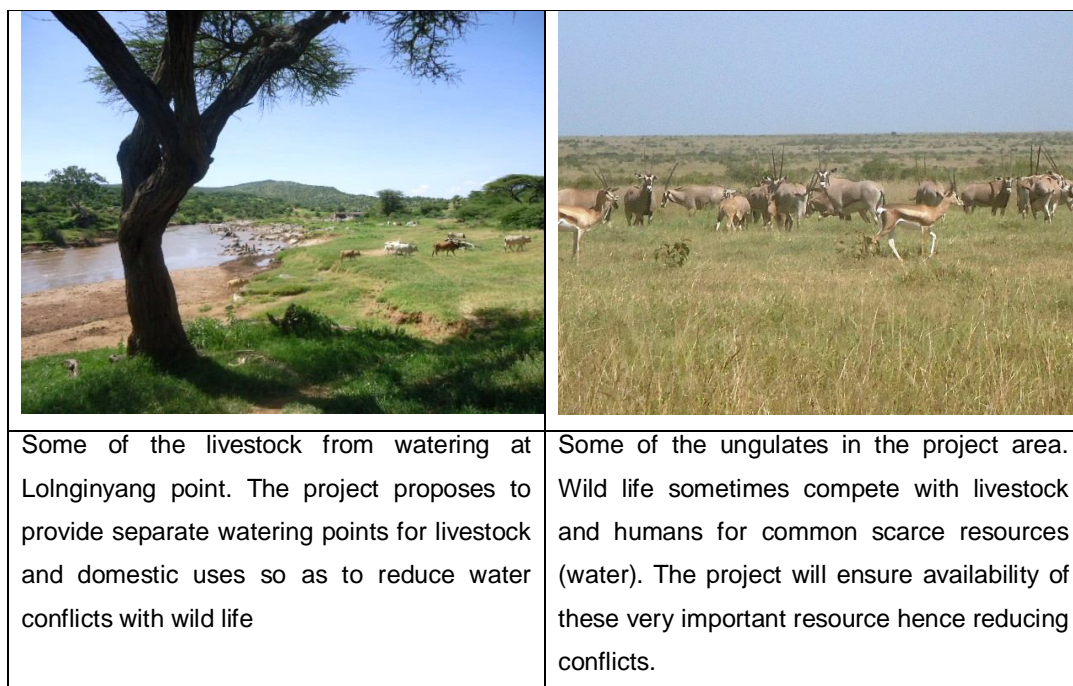 Some of the livestock from watering at
Lolnginyang point. The project proposes to
provide separate watering points for livestock
and domestic uses so as to reduce water
conflicts with wild life
Some of the ungulates in the project area.
Wild life sometimes compete with livestock
and humans for common scarce resources
(water). The project will ensure availability of
these very important resource hence reducing
conflicts.